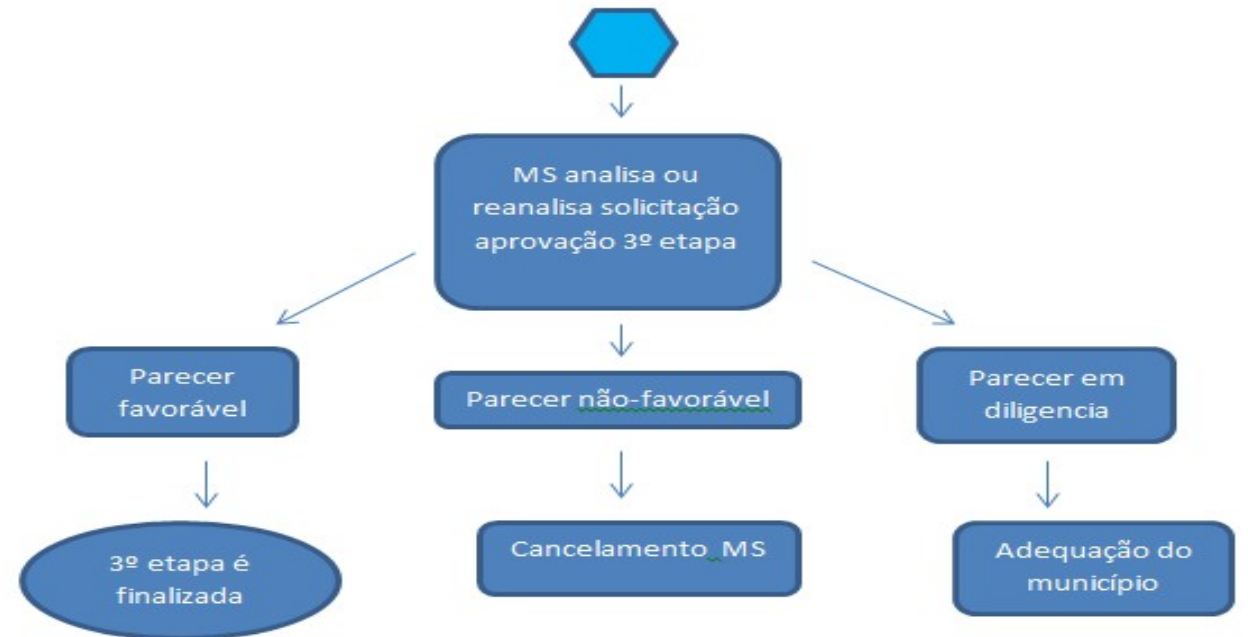 MS analisa ou
reanalisa solicitação
aprovação 3º etapa
Parecer
favorável
Parecer não-favorável
Parecer em
diligencia
3º etapa é
finalizada
Cancelamento MS
Adequação do
município